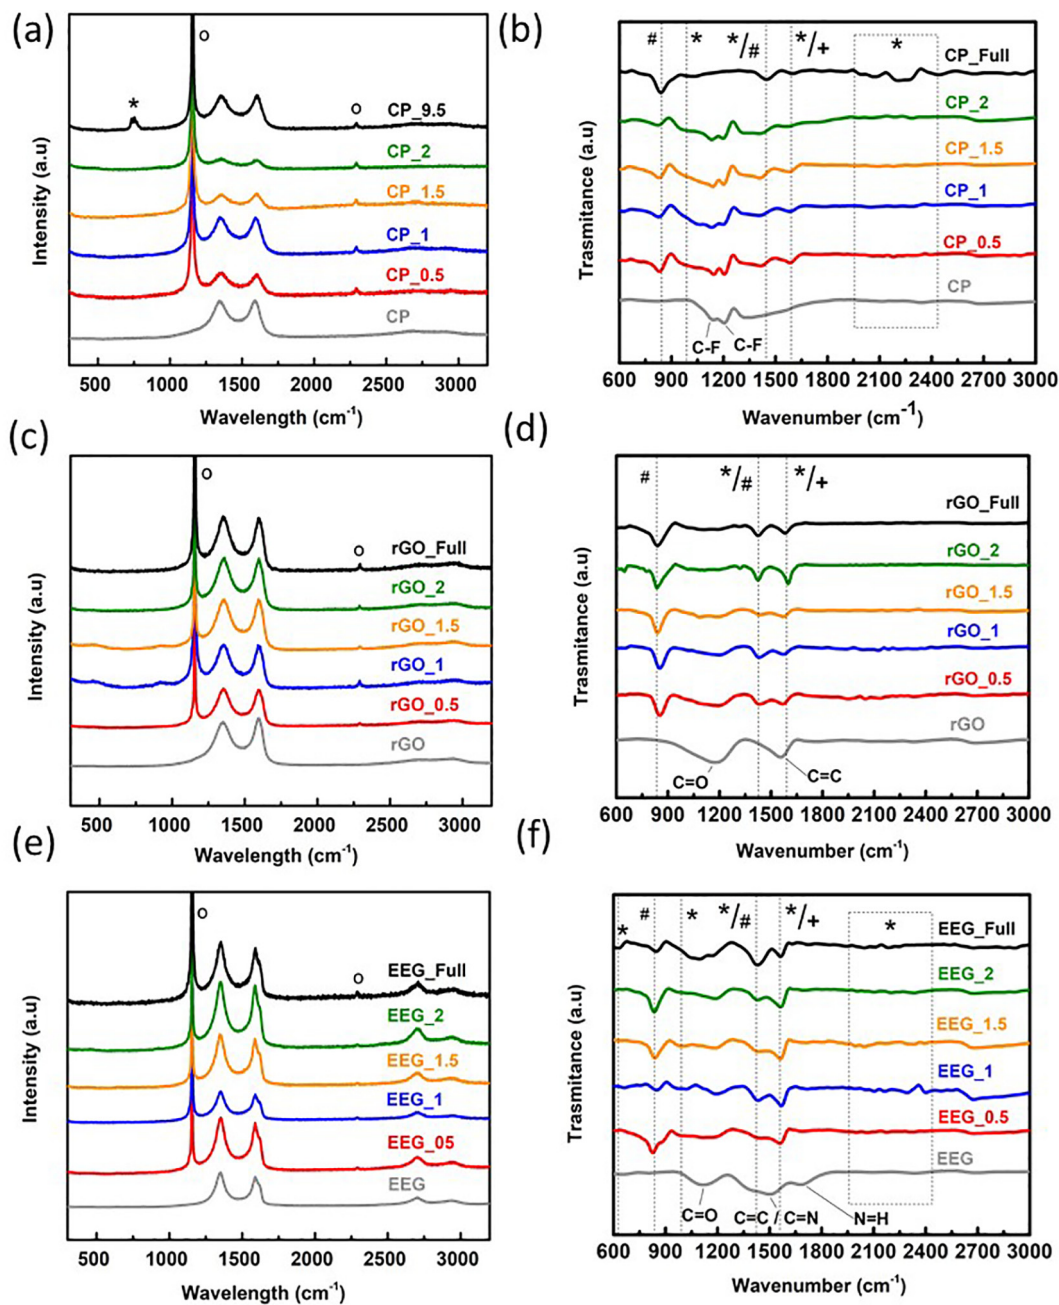 (a)
Intensity (a.u)
o
*
o
CP_9.5
CP_2
CP_1.5
CP_1
CP_0.5
CP
500 1000 1500 2000 2500 3000
Wavelength (cm-1)
(b)
Trasmitance (a.u)
# * */# */+ *
CP_Full
CP_2
CP_1.5
CP_1
CP_0.5
CP
C-F C-F
600 900 1200 1500 1800 2100 2400 2700 3000
Wavenumber (cm-1)
(c)
Intensity (a.u)
o
o
rGO_Full
rGO_2
rGO_1.5
rGO_1
rGO_0.5
rGO
500 1000 1500 2000 2500 3000
Wavelength (cm-1)
(d)
Trasmitance (a.u)
# */# */+
rGO_Full
rGO_2
rGO_1.5
rGO_1
rGO_0.5
rGO
C=O C=C
600 900 1200 1500 1800 2100 2400 2700 3000
Wavenumber (cm-1)
(e)
Intensity (a.u)
o
o
EEG_Full
EEG_2
EEG_1.5
EEG_1
EEG_05
EEG
500 1000 1500 2000 2500 3000
Wavelength (cm-1)
(f)
Trasmitance (a.u)
* # * */# */+ *
EEG_Full
EEG_2
EEG_1.5
EEG_1
EEG_0.5
EEG
C=O C=C / C=N N=H
600 900 1200 1500 1800 2100 2400 2700 3000
Wavenumber (cm-1)